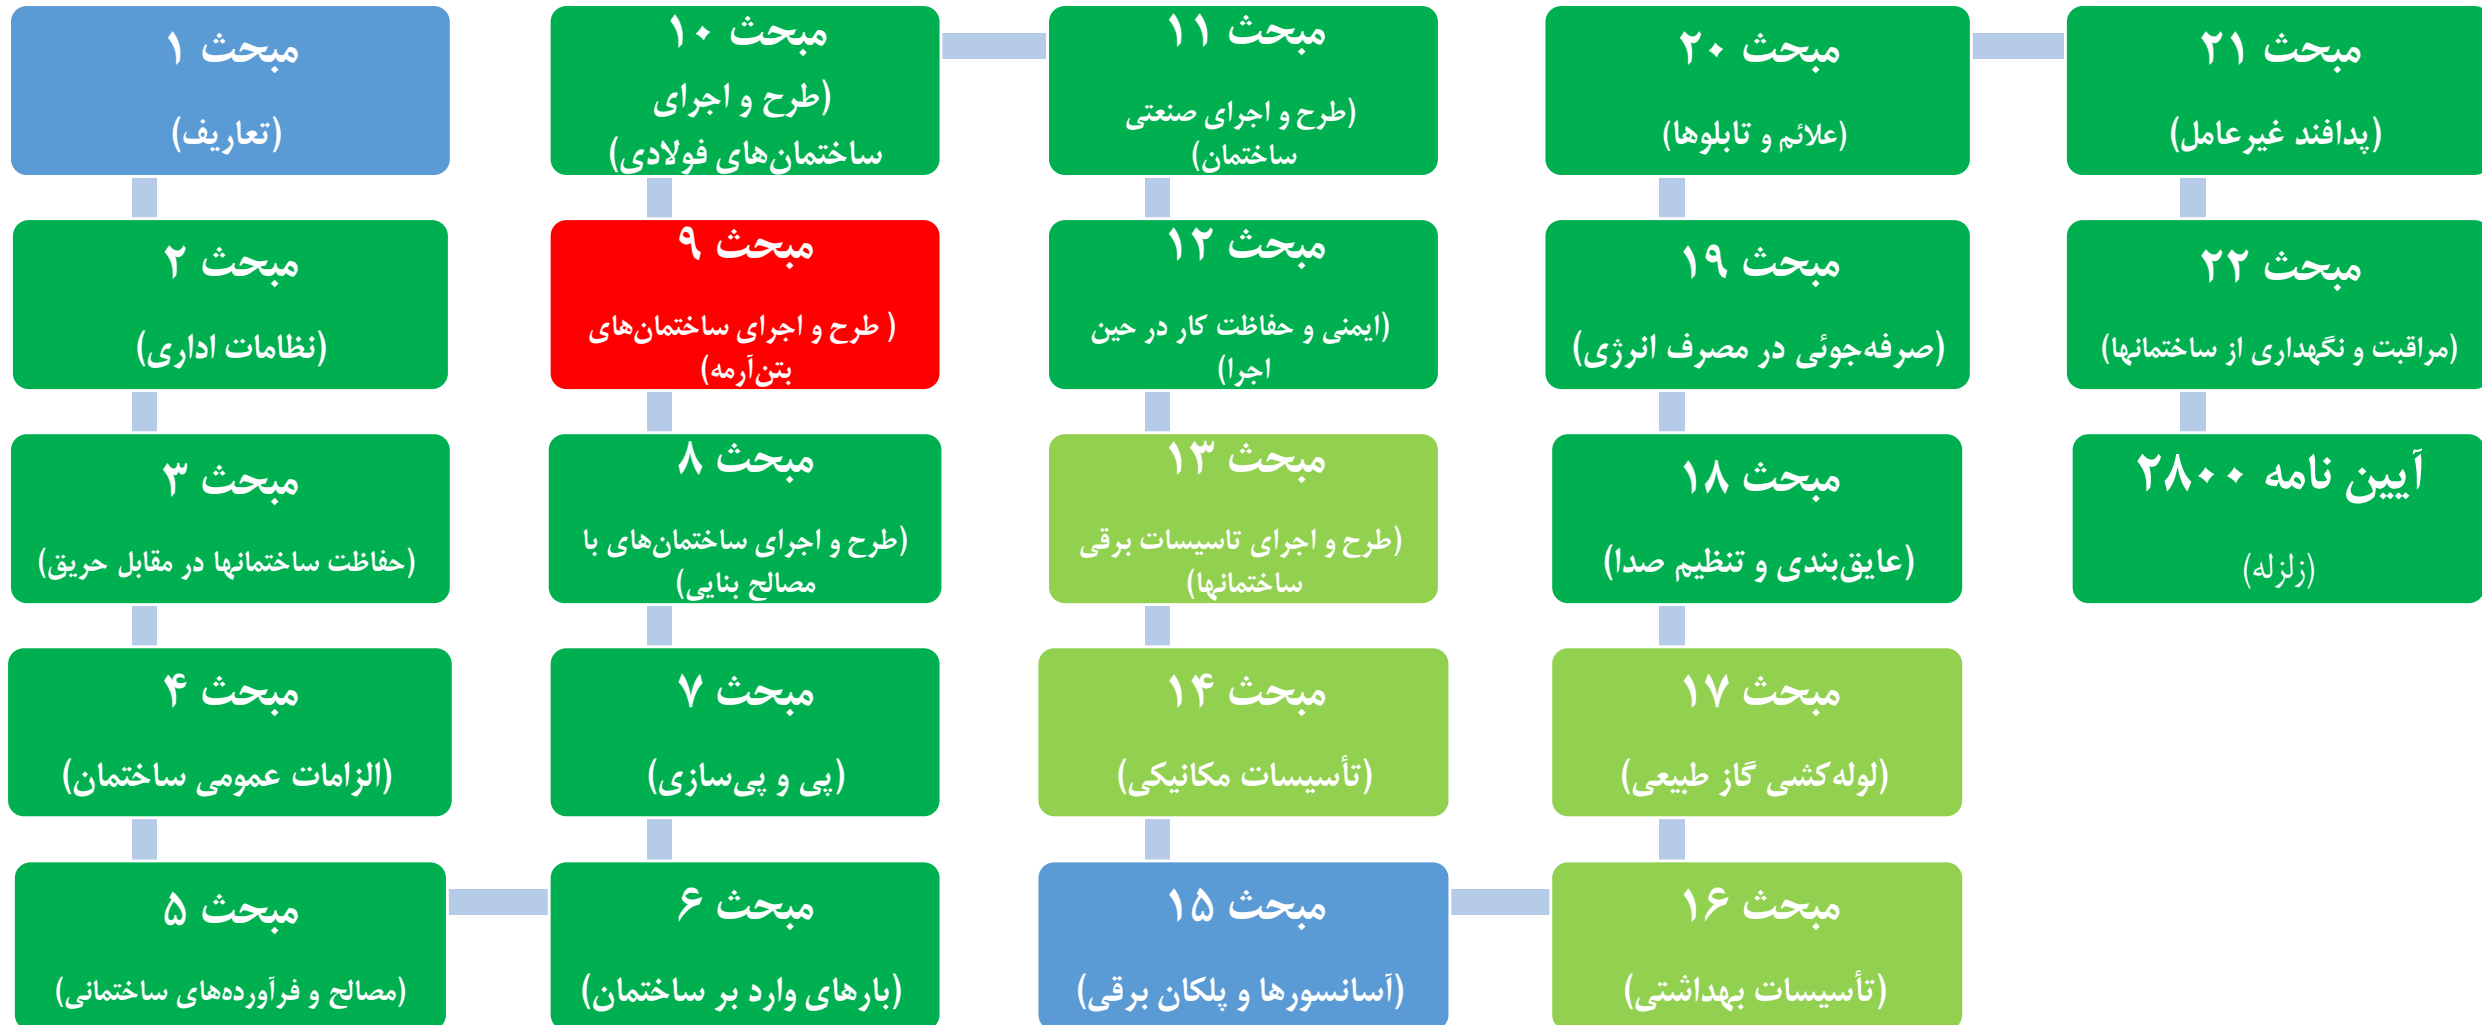 مبحث ۱
(تعاریف)
مبحث ۲
(نظامات اداری)
مبحث ۳
(حفاظت ساختمانها در مقابل حریق)
مبحث ۴
(الزامات عمومی ساختمان)
مبحث ۵
(مصالح و فرآورده‌های ساختمانی)
مبحث ۶
(بارهای وارد بر ساختمان)
مبحث ۷
(پی و پی‌سازی)
مبحث ۸
(طرح و اجرای ساختمان‌های با
مصالح بنایی)
مبحث ۹
( طرح و اجرای ساختمان‌های
بتن‌آرمه)
مبحث ۱۰
(طرح و اجرای
ساختمان‌های فولادی)
مبحث ۱۱
(طرح و اجرای صنعتی
ساختمان)
مبحث ۱۲
(ایمنی و حفاظت کار در حین
اجرا)
مبحث ۱۳
(طرح و اجرای تاسیسات برقی
ساختمانها)
مبحث ۱۴
(تأسیسات مکانیکی)
مبحث ۱۵
(آسانسورها و پلکان برقی)
مبحث ۱۶
(تأسیسات بهداشتی)
مبحث ۱۷
(لوله‌کشی گاز طبیعی)
مبحث ۱۸
(عایق‌بندی و تنظیم صدا)
مبحث ۱۹
(صرفه‌جوئی در مصرف انرژی)
مبحث ۲۰
(علائم و تابلوها)
مبحث ۲۱
(پدافند غیرعامل)
مبحث ۲۲
(مراقبت و نگهداری از ساختمانها)
آیین نامه ۲۸۰۰
(زلزله)